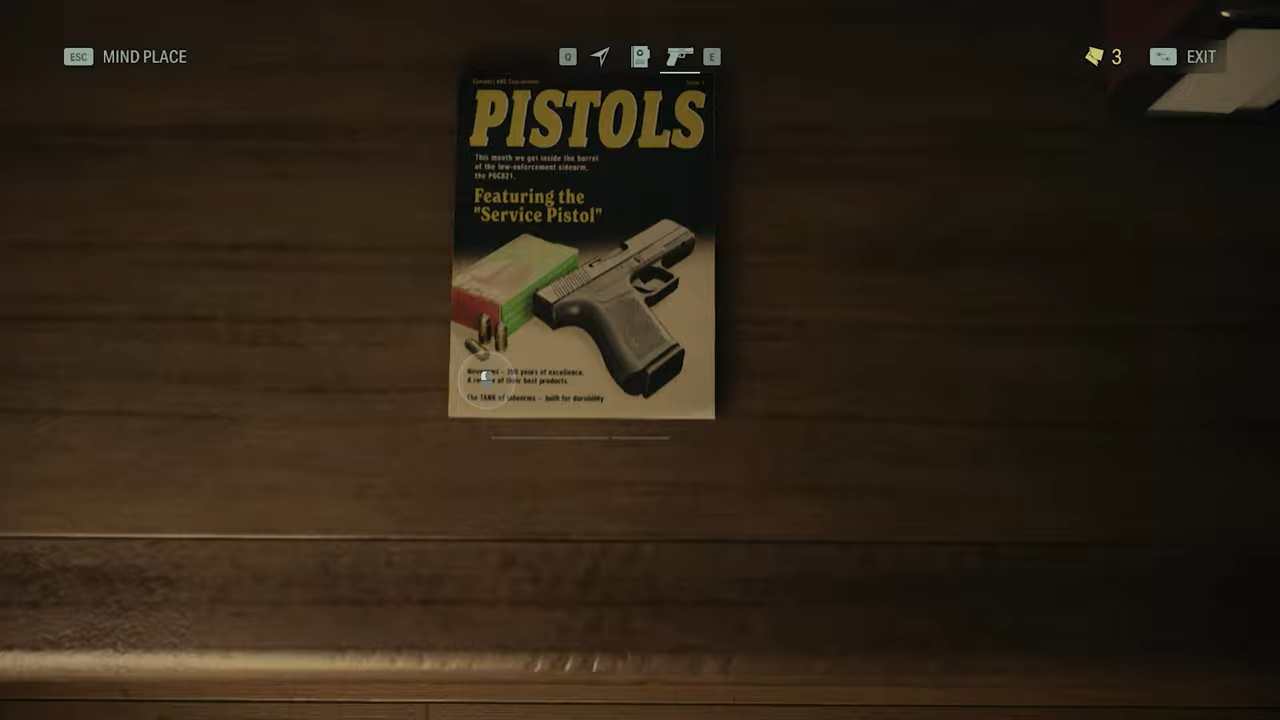 ESC MIND PLACE
Q
E
3
EXIT
PISTOLS
This month we get inside the barrel
of the law-enforcement sidearm,
the PGC821.
Featuring the
"Service Pistol"
200 years of excellence.
A review of their best products.
The TANK of sidearms – built for durability